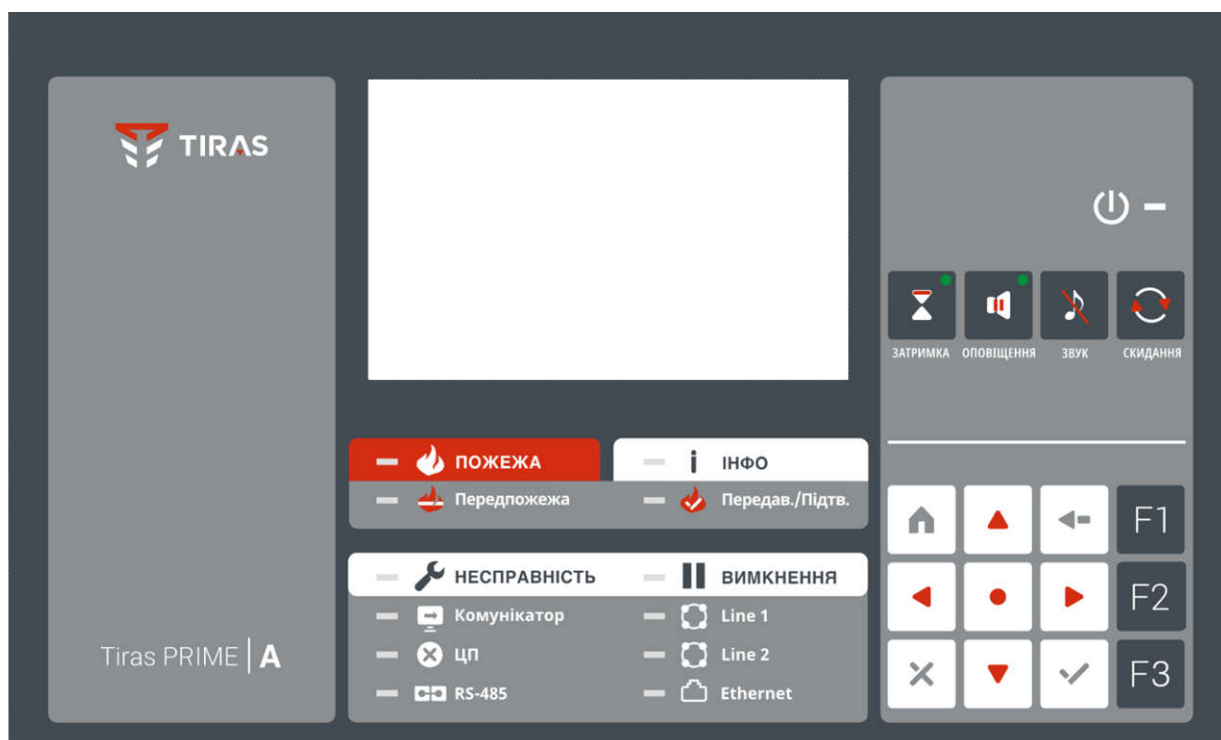 TIRAS
Tiras PRIME | A
ПОЖЕЖА
ІНФО
Передпожежа
Передав./Підтв.
НЕСПРАВНІСТЬ
ВИМКНЕННЯ
Комунікатор
Line 1
ЦП
Line 2
RS-485
Ethernet
ЗАТРИМКА ОПОВІЩЕННЯ ЗВУК СКИДАННЯ
F1
F2
F3